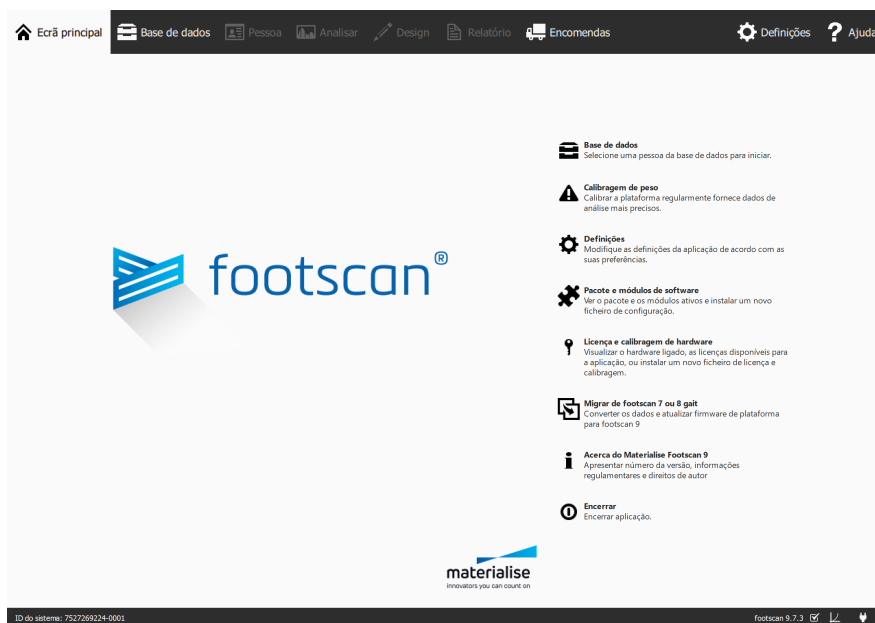 Ecrã principal
Base de dados
Pessoa
Analisar
Design
Relatório
Encomendas
Definições
Ajuda
footscan®
Base de dados
Selecione uma pessoa da base de dados para iniciar.
Calibragem de peso
Calibrar a plataforma regularmente fornece dados de
análise mais precisos.
Definições
Modifique as definições da aplicação de acordo com as
suas preferências.
Pacote e módulos de software
Ver o pacote e os módulos ativos e instalar um novo
ficheiro de configuração.
Licença e calibragem de hardware
Visualizar o hardware ligado, as licenças disponíveis para
a aplicação, ou instalar um novo ficheiro de licença e
calibragem.
Migrar de footscan 7 ou 8 gait
Converter os dados e atualizar firmware de plataforma
para footscan 9
Acerca do Materialise Footscan 9
Apresentar número da versão, informações
regulamentares e direitos de autor
Encerrar
Encerrar aplicação.
materialise
innovators you can count on
ID do sistema: 7527269224-0001
footscan 9.7.3